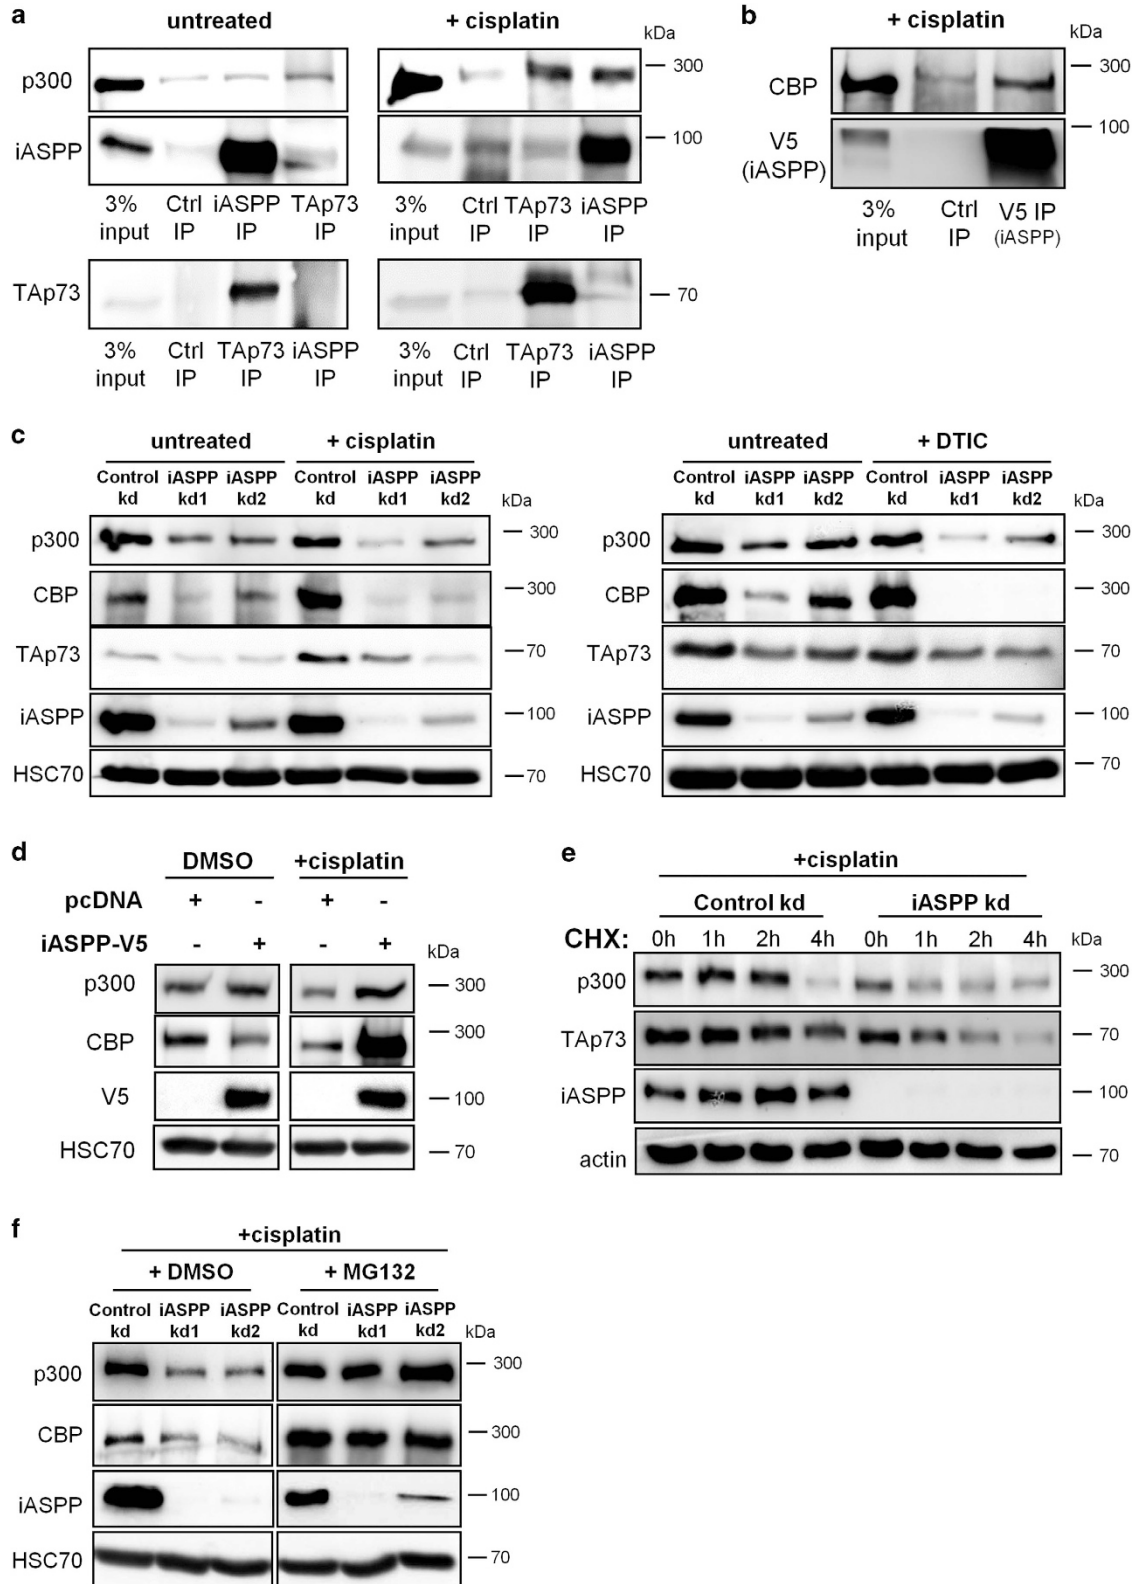 a
untreated
+ cisplatin
kDa
p300
300
iASPP
100
3% input
Ctrl IP
iASPP IP
TAp73 IP
3% input
Ctrl IP
TAp73 IP
iASPP IP
TAp73
70
3% input
Ctrl IP
TAp73 IP
iASPP IP
3% input
Ctrl IP
TAp73 IP
iASPP IP
b
+ cisplatin
kDa
CBP
300
V5 (iASPP)
100
3% input
Ctrl IP
V5 IP (iASPP)
c
untreated
+ cisplatin
Control kd
iASPP kd1
iASPP kd2
Control kd
iASPP kd1
iASPP kd2
kDa
p300
300
CBP
300
TAp73
70
iASPP
100
HSC70
70
untreated
+ DTIC
Control kd
iASPP kd1
iASPP kd2
Control kd
iASPP kd1
iASPP kd2
kDa
p300
300
CBP
300
TAp73
70
iASPP
100
HSC70
70
d
DMSO
+cisplatin
pcDNA + - + -
iASPP-V5 - + - +
kDa
p300
300
CBP
300
V5
100
HSC70
70
e
+cisplatin
Control kd
iASPP kd
CHX: 0h 1h 2h 4h 0h 1h 2h 4h
kDa
p300
300
TAp73
70
iASPP
100
actin
70
f
+cisplatin
+ DMSO
+ MG132
Control kd
iASPP kd1
iASPP kd2
Control kd
iASPP kd1
iASPP kd2
kDa
p300
300
CBP
300
iASPP
100
HSC70
70